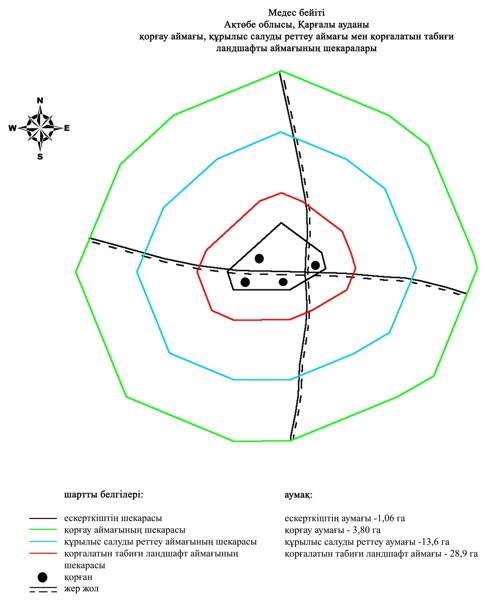 Медес бейіті
Ақтөбе облысы, Қарғалы ауданы
қорғау аймағы, құрылыс салуды реттеу аймағы мен қорғалатын табиғи
ландшафты аймағының шекаралары
N
W
E
S
шартты белгілері:
аумақ:
ескерткіштің шекарасы
ескерткіштің аумағы -1,06 га
қорғау аймағының шекарасы
қорғау аумағы - 3,80 га
құрылыс салуды реттеу аймағының шекарасы
құрылыс салуды реттеу аумағы -13,6 га
қорғалатын табиғи ландшафт аймағының
қорғалатын табиғи ландшафт аймағы - 28,9 га
шекарасы
қорған
жер жол